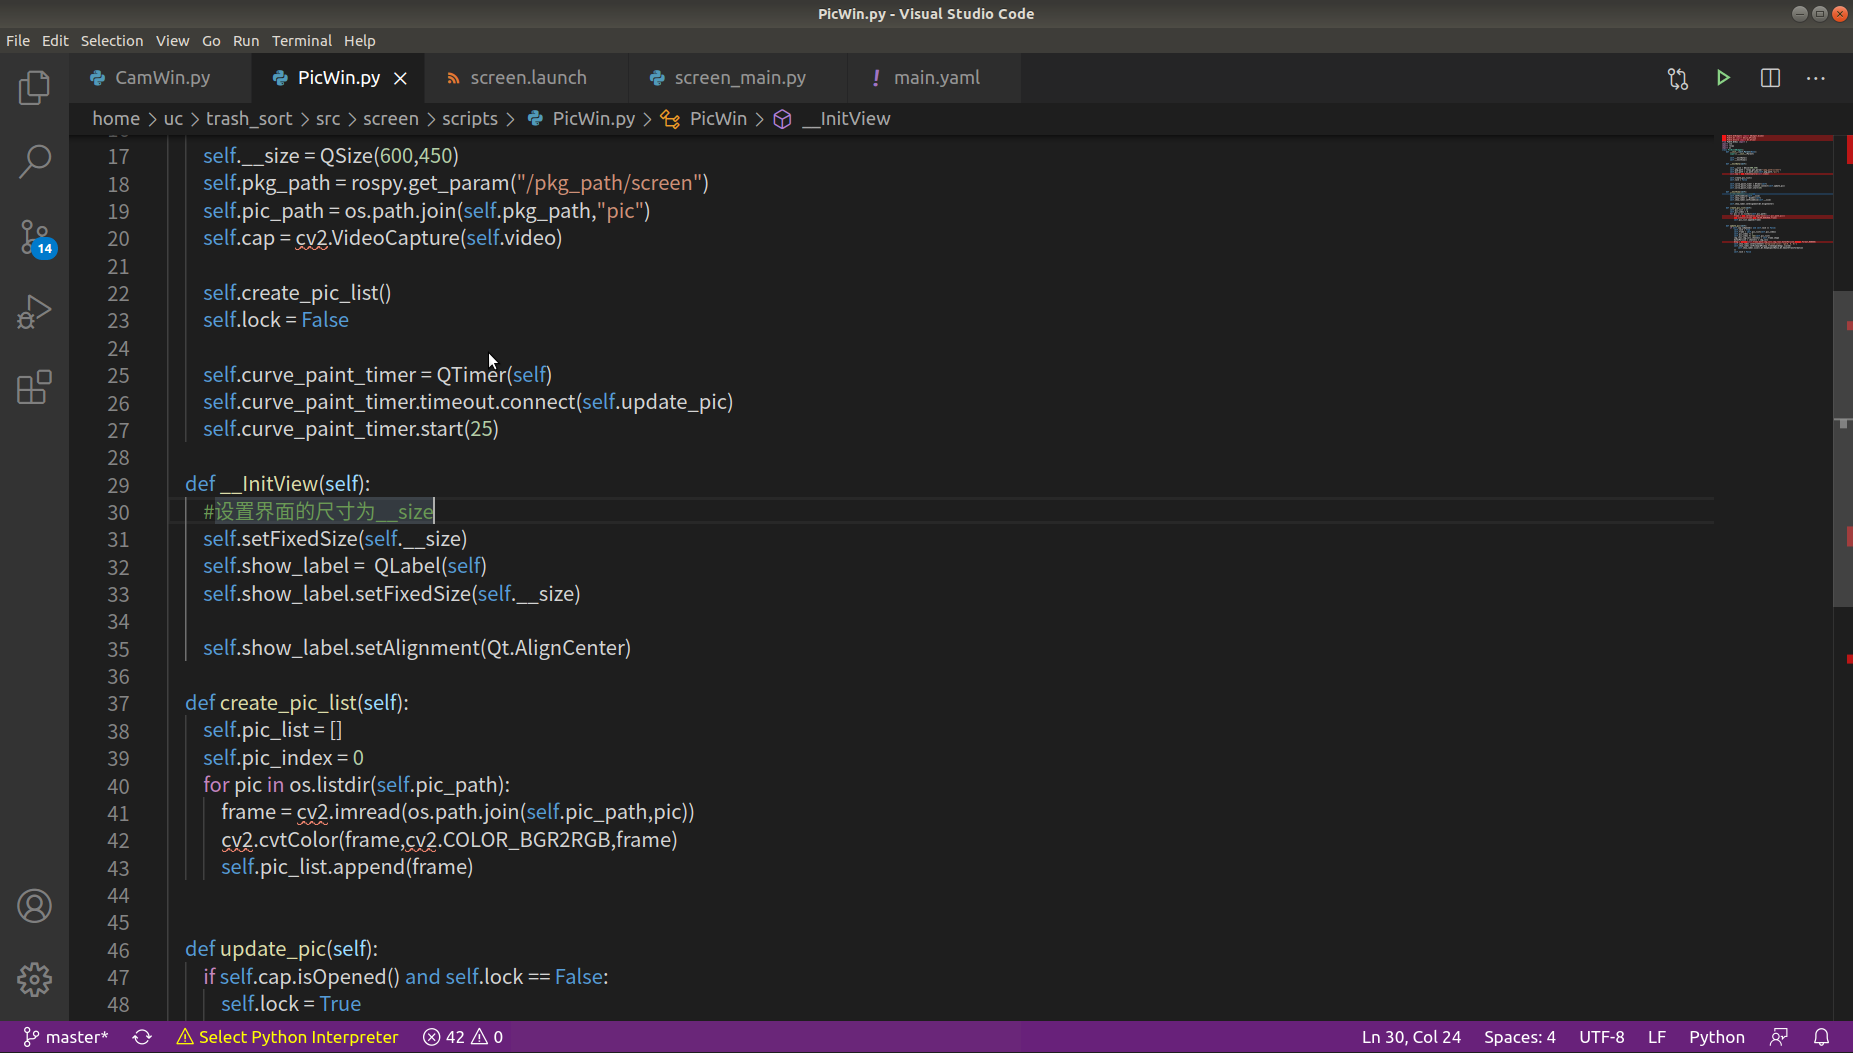 PicWin.py - Visual Studio Code
File Edit Selection View Go Run Terminal Help
CamWin.py PicWin.py screen.launch screen_main.py ! main.yaml
home > uc > trash_sort > src > screen > scripts > PicWin.py > PicWin > __InitView
17 self.__size = QSize(600,450)
18 self.pkg_path = rospy.get_param("/pkg_path/screen")
19 self.pic_path = os.path.join(self.pkg_path,"pic")
20 self.cap = cv2.VideoCapture(self.video)
21
22 self.create_pic_list()
23 self.lock = False
24
25 self.curve_paint_timer = QTimer(self)
26 self.curve_paint_timer.timeout.connect(self.update_pic)
27 self.curve_paint_timer.start(25)
28
29 def __InitView(self):
30 #设置界面的尺寸为__size
31 self.setFixedSize(self.__size)
32 self.show_label = QLabel(self)
33 self.show_label.setFixedSize(self.__size)
34
35 self.show_label.setAlignment(Qt.AlignCenter)
36
37 def create_pic_list(self):
38 self.pic_list = []
39 self.pic_index = 0
40 for pic in os.listdir(self.pic_path):
41 frame = cv2.imread(os.path.join(self.pic_path,pic))
42 cv2.cvtColor(frame,cv2.COLOR_BGR2RGB,frame)
43 self.pic_list.append(frame)
44
45
46 def update_pic(self):
47 if self.cap.isOpened() and self.lock == False:
48 self.lock = True
14
master* Select Python Interpreter 42 0 Ln 30, Col 24 Spaces: 4 UTF-8 LF Python